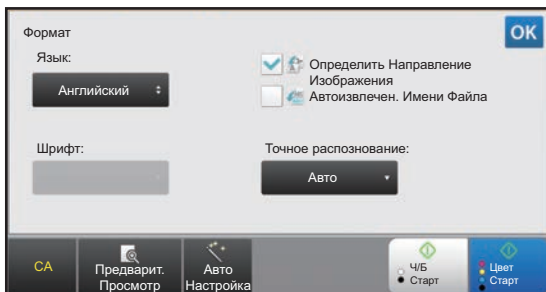 Формат
OK
Язык:
Английский
Определить Направление
Изображения
Автоизвлечен. Имени Файла
Шрифт:
Точное распознование:
Авто
CA
Предварит.
Просмотр
Авто
Настройка
Ч/Б
Старт
Цвет
Старт